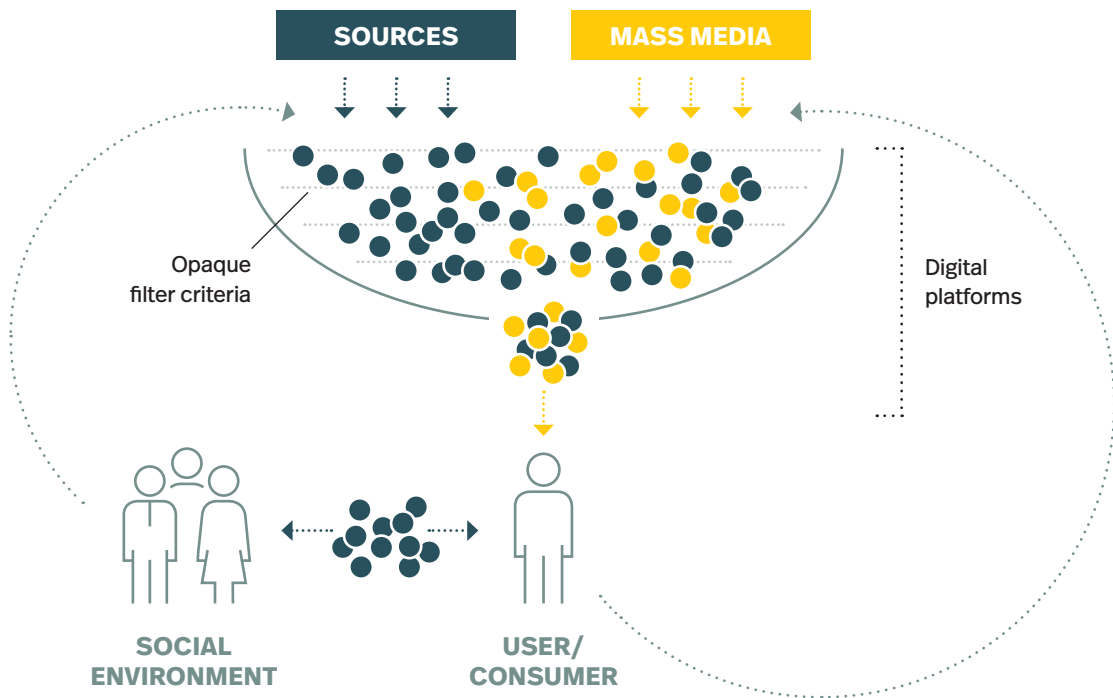 SOURCES
MASS MEDIA
Opaque
filter criteria
Digital
platforms
SOCIAL
ENVIRONMENT
USER/
CONSUMER